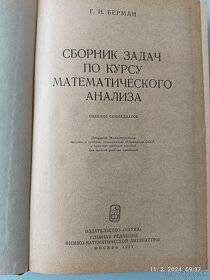 Г. Н. БЕРМАН
СБОРНИК ЗАДАЧ
ПО КУРСУ
МАТЕМАТИЧЕСКОГО
АНАЛИЗА
ИЗДАНИЕ СЕМНАДЦАТОЕ
ИЗДАТЕЛЬСТВО «НАУКА»
ГЛАВНАЯ РЕДАКЦИЯ
ФИЗИКО-МАТЕМАТИЧЕСКОЙ ЛИТЕРАТУРЫ
МОСКВА 1971
11/2/2024 09:37